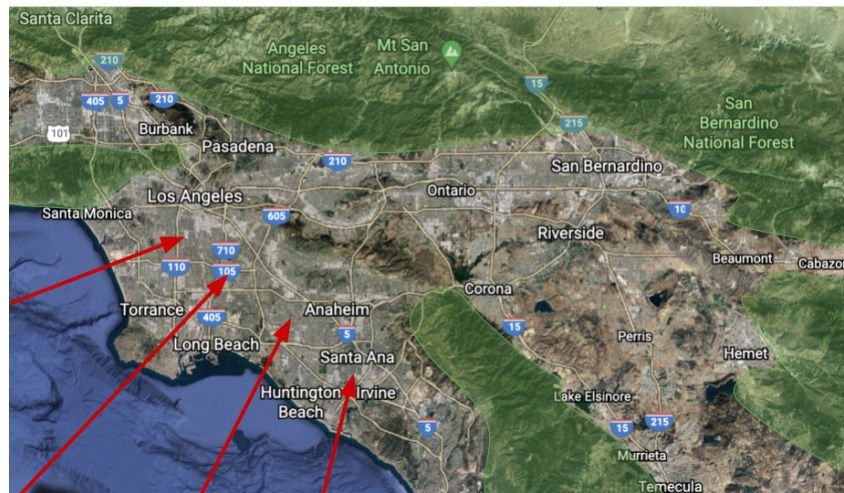 Santa Clarita
210
Angeles
National Forest
Mt San
Antonio
15
405
5
210
San
Bernardino
National Forest
101
Burbank
215
Pasadena
210
San Bernardino
Los Angeles
Ontario
Santa Monica
605
10
Riverside
710
Beaumont
110
105
Cabazon
Corona
Torrance
Anaheim
405
15
5
Perris
Long Beach
Santa Ana
Hemet
Huntington
Beach
Irvine
Lake Elsinore
5
15
215
Murrieta
Temecula